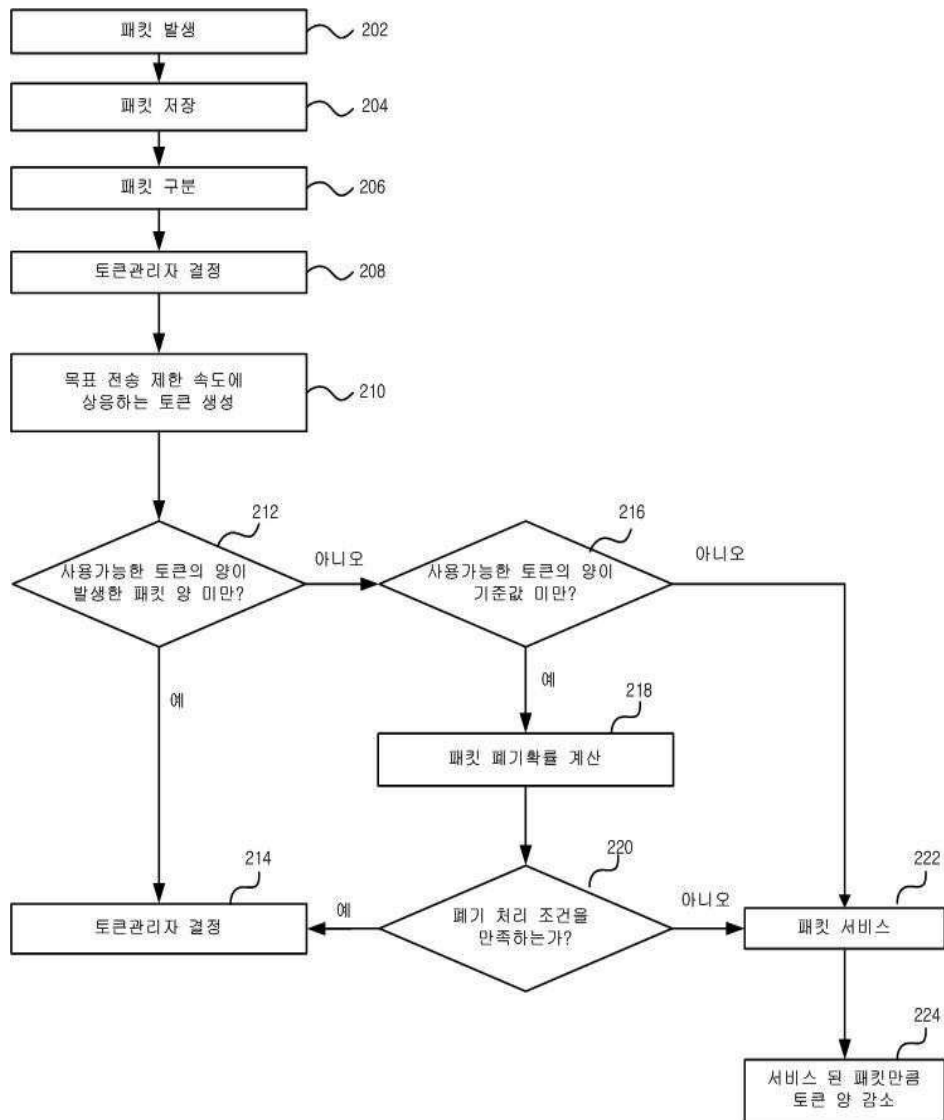 패킷 발생
202
패킷 저장
204
패킷 구분
206
토큰관리자 결정
208
목표 전송 제한 속도에
상응하는 토큰 생성
210
212
사용가능한 토큰의 양이
발생한 패킷 양 미만?
아니오
216
사용가능한 토큰의 양이
기준값 미만?
아니오
예
예
218
패킷 폐기확률 계산
214
토큰관리자 결정
예
220
폐기 처리 조건을
만족하는가?
아니오
222
패킷 서비스
224
서비스 된 패킷만큼
토큰 양 감소